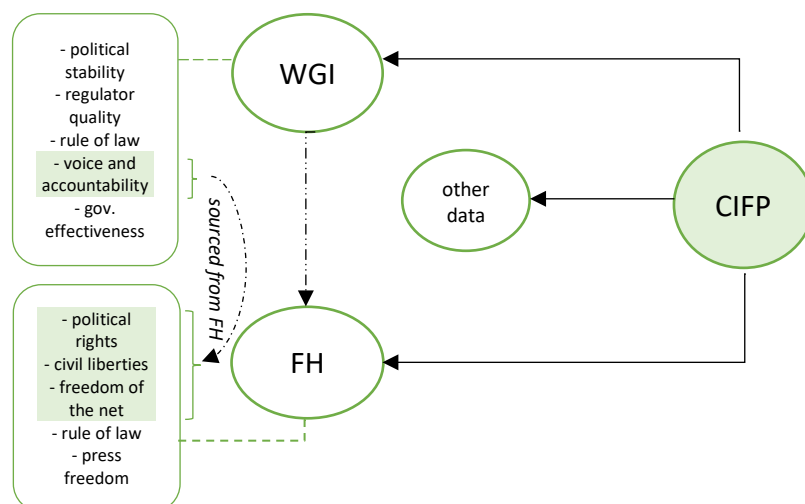 - political
stability
- regulator
quality
- rule of law
- voice and
accountability
- gov.
effectiveness
WGI
other
data
CIFP
sourced from FH
- political
rights
- civil liberties
- freedom of
the net
- rule of law
- press
freedom
FH